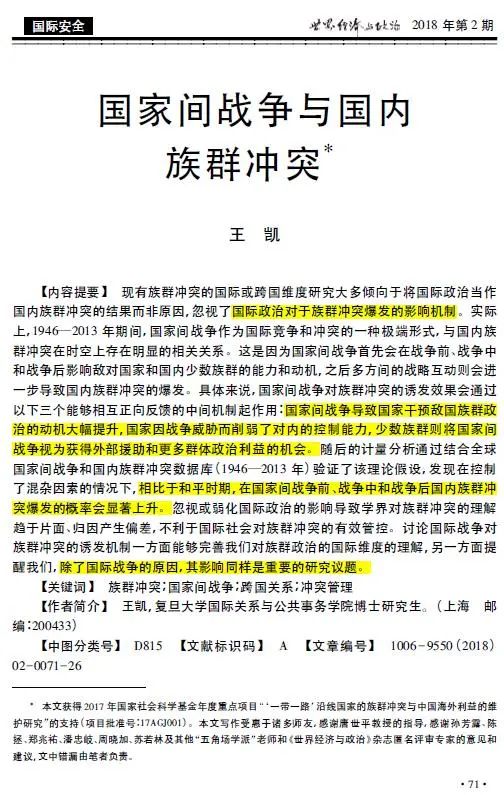 国际安全
世界经济与政治 2018 年第 2 期
国家间战争与国内
族群冲突*
王 凯
【内容提要】 现有族群冲突的国际或跨国维度研究大多倾向于将国际政治当作
国内族群冲突的结果而非原因,忽视了国际政治对于族群冲突爆发的影响机制。实际
上,1946—2013 年期间,国家间战争作为国际竞争和冲突的一种极端形式,与国内族
群冲突在时空上存在明显的相关关系。这是因为国家间战争首先会在战争前、战争中
和战争后影响敌对国家和国内少数族群的能力和动机,之后多方间的战略互动则会进
一步导致国内族群冲突的爆发。具体来说,国家间战争对族群冲突的诱发效果会通过
以下三个能够相互正向反馈的中间机制起作用:国家间战争导致国家干预敌国族群政
治的动机大幅提升,国家因战争威胁而削弱了对内的控制能力,少数族群则将国家间
战争视为获得外部援助和更多群体政治利益的机会。随后的计量分析通过结合全球
国家间战争和国内族群冲突数据库(1946—2013 年)验证了该理论假设,发现在控制
了混杂因素的情况下,相比于和平时期,在国家间战争前、战争中和战争后国内族群冲
突爆发的概率会显著上升。忽视或弱化国际政治的影响导致学界对族群冲突的理解
趋于片面、归因产生偏差,不利于国际社会对族群冲突的有效管控。讨论国际战争对
族群冲突的诱发机制一方面能够完善我们对族群政治的国际维度的理解,另一方面提
醒我们,除了国际战争的原因,其影响同样是重要的研究议题。
【关键词】 族群冲突;国家间战争;跨国关系;冲突管理
【作者简介】 王凯,复旦大学国际关系与公共事务学院博士研究生。(上海 邮
编:200433)
【中图分类号】 D815 【文献标识码】 A 【文章编号】 1006-9550(2018)
02-0071-26
* 本文获得 2017 年国家社会科学基金年度重点项目“‘一带一路’沿线国家的族群冲突与中国海外利益的维
护研究”的支持(项目批准号:17AGJ001)。本文写作受惠于诸多师友,感谢唐世平教授的指导,感谢孙芳露、陈
拯、郑兆祐、潘忠岐、周晓加、苏若林及其他“五角场学派”老师和《世界经济与政治》杂志匿名评审专家的意见和
建议,文中错漏由笔者负责。
·71·